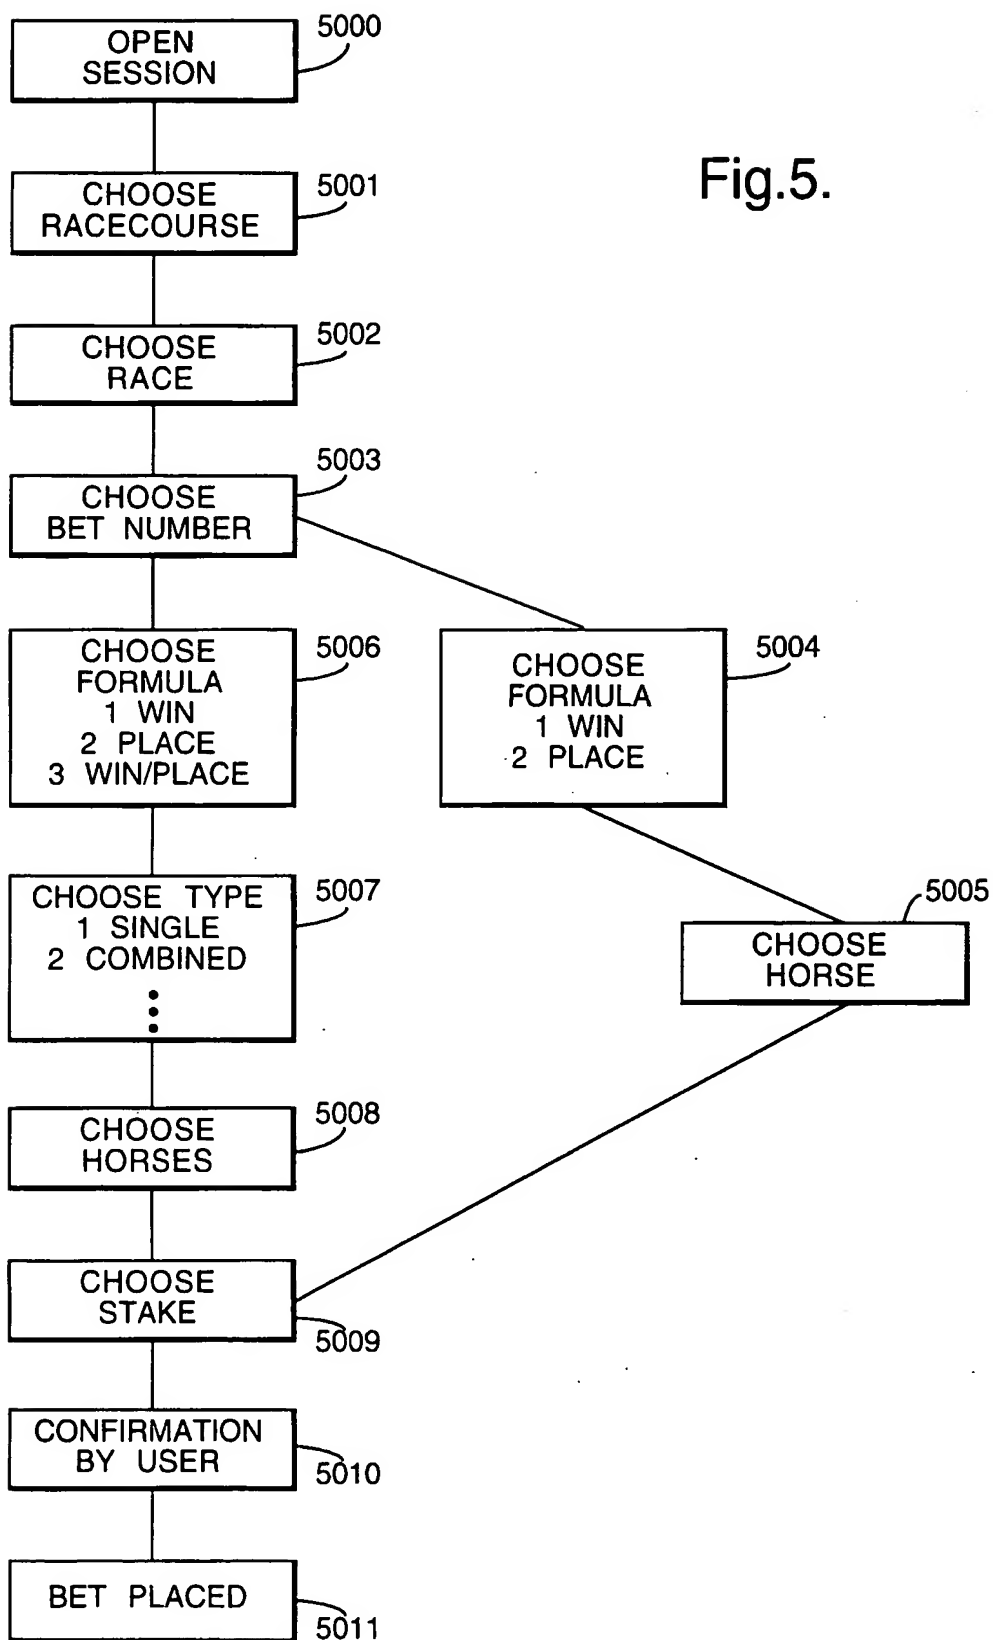 OPEN
SESSION
5000
Fig.5.
CHOOSE
RACECOURSE
5001
CHOOSE
RACE
5002
CHOOSE
BET NUMBER
5003
CHOOSE
FORMULA
1 WIN
2 PLACE
3 WIN/PLACE
5006
CHOOSE
FORMULA
1 WIN
2 PLACE
5004
CHOOSE TYPE
1 SINGLE
2 COMBINED
5007
CHOOSE
HORSE
5005
CHOOSE
HORSES
5008
CHOOSE
STAKE
5009
CONFIRMATION
BY USER
5010
BET PLACED
5011